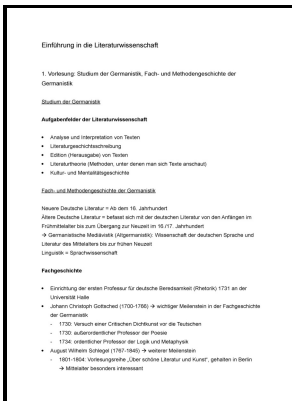 Einführung in die Literaturwissenschaft
1. Vorlesung: Studium der Germanistik, Fach- und Methodengeschichte der
Germanistik
Studium der Germanistik
Aufgabenfelder der Literaturwissenschaft
• Analyse und Interpretation von Texten
• Literaturgeschichtsschreibung
• Edition (Herausgabe) von Texten
• Literaturtheorie (Methoden, unter denen man sich Texte anschaut)
• Kultur- und Mentalitätsgeschichte
Fach- und Methodengeschichte der Germanistik
Neuere Deutsche Literatur = Ab dem 16. Jahrhundert
Ältere Deutsche Literatur = befasst sich mit der deutschen Literatur von den Anfängen im
Frühmittelalter bis zum Übergang zur Neuzeit im 16./17. Jahrhundert
→ Germanistische Mediävistik (Altgermanistik): Wissenschaft der deutschen Sprache und
Literatur des Mittelalters bis zur frühen Neuzeit
Linguistik = Sprachwissenschaft
Fachgeschichte
• Einrichtung der ersten Professur für deutsche Beredsamkeit (Rhetorik) 1731 an der
Universität Halle
• Johann Christoph Gottsched (1700-1766) → wichtiger Meilenstein in der Fachgeschichte
der Germanistik
- 1730: Versuch einer Critischen Dichtkunst vor die Teutschen
- 1730: außerordentlicher Professor der Poesie
- 1734: ordentlicher Professor der Logik und Metaphysik
• August Wilhelm Schlegel (1767-1845) → weiterer Meilenstein
- 1801-1804: Vorlesungsreihe „Über schöne Literatur und Kunst“, gehalten in Berlin
→ Mittelalter besonders interessant